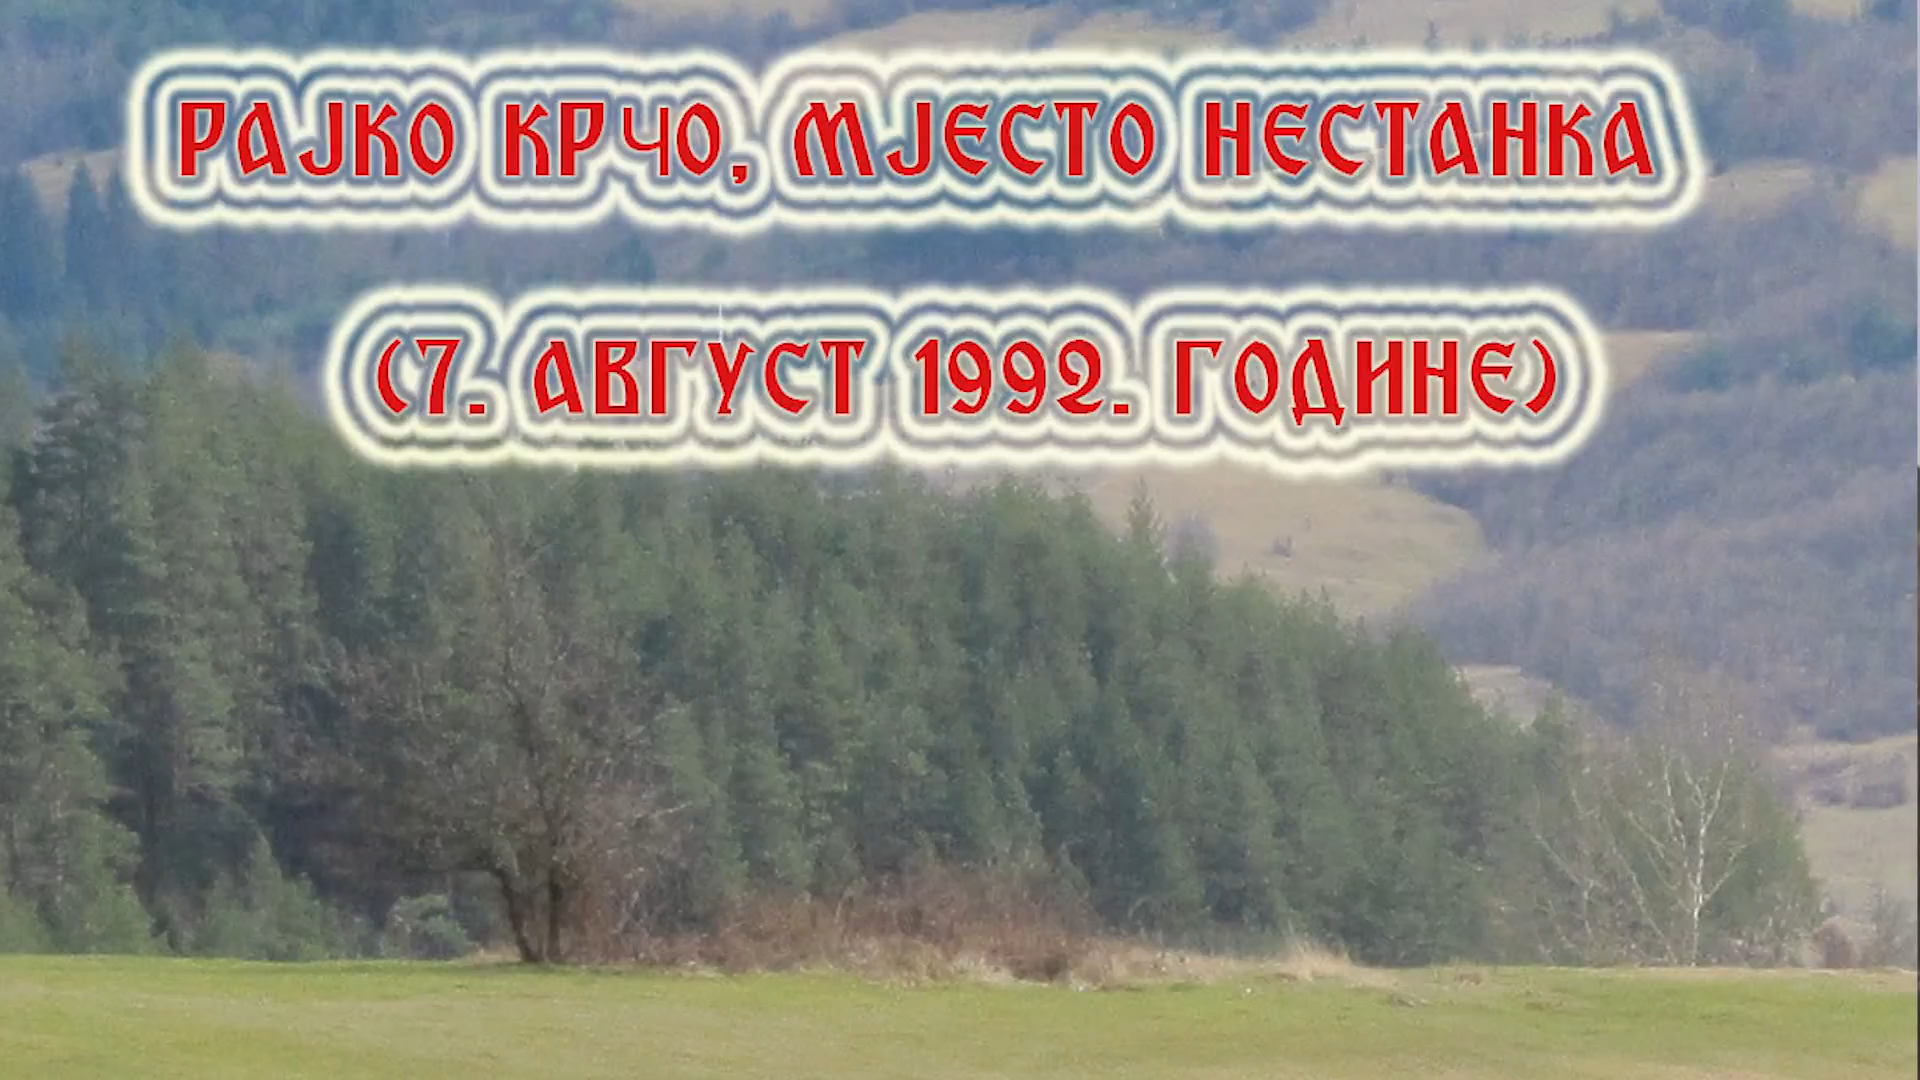 РАЈКО КРЧО, МЈЕСТО НЕСТАНКА
(7. АВГУСТ 1992. ГОДИНЕ)